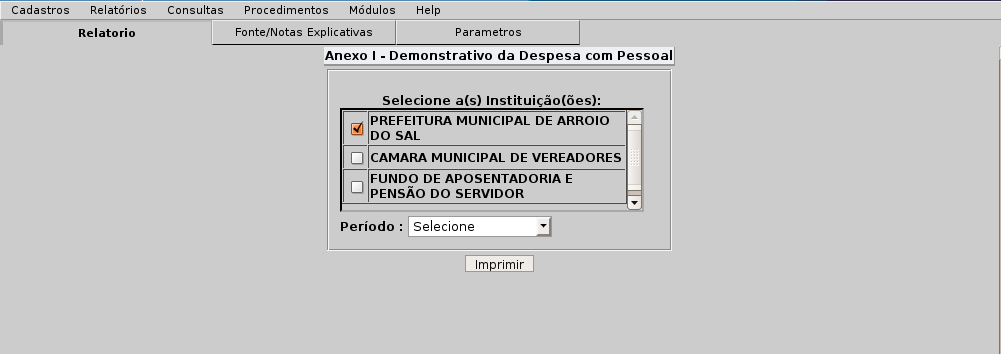 Cadastros Relatórios Consultas Procedimentos Módulos Help
Relatorio Fonte/Notas Explicativas Parametros
Anexo I - Demonstrativo da Despesa com Pessoal
Selecione a(s) Instituição(ões):
PREFEITURA MUNICIPAL DE ARROIO
DO SAL
CAMARA MUNICIPAL DE VEREADORES
FUNDO DE APOSENTADORIA E
PENSÃO DO SERVIDOR
Período : Selecione
Imprimir